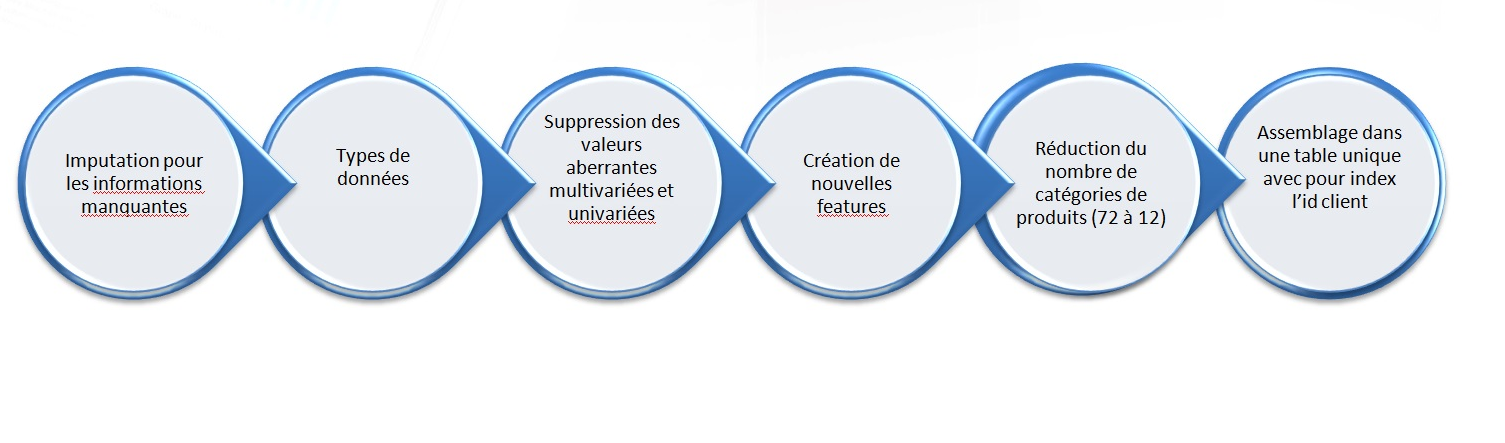 Imputation pour
les informations
manquantes
Types de
données
Suppression des
valeurs
aberrantes
multivariées et
univariées
Création de
nouvelles
features
Réduction du
nombre de
catégories de
produits (72 à 12)
Assemblage dans
une table unique
avec pour index
l’id client